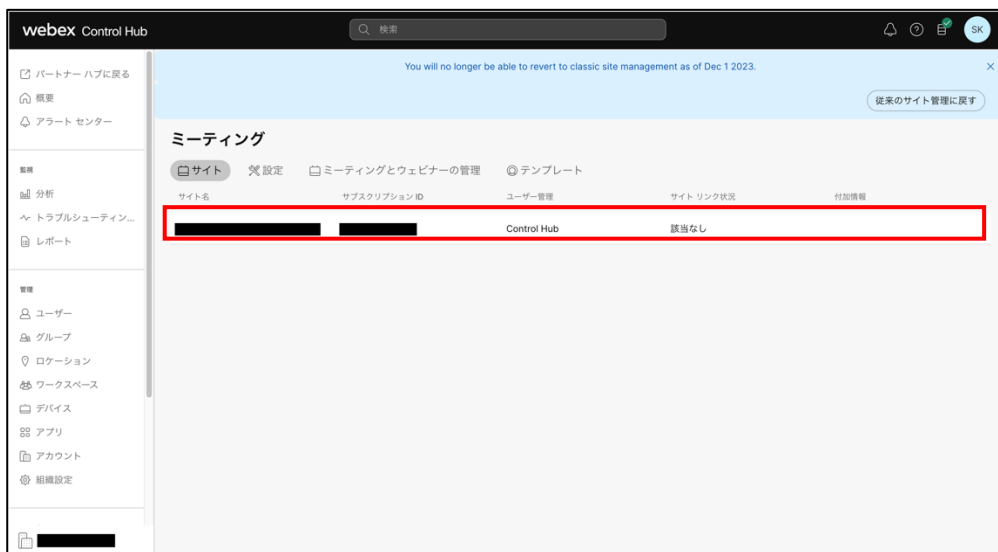 webex Control Hub
検索
SK
パートナー ハブに戻る
概要
アラート センター
監視
分析
トラブルシューティン...
レポート
管理
ユーザー
グループ
ロケーション
ワークスペース
デバイス
アプリ
アカウント
組織設定
You will no longer be able to revert to classic site management as of Dec 1 2023.
従来のサイト管理に戻す
ミーティング
サイト 設定 ミーティングとウェビナーの管理 テンプレート
サイト名 サブスクリプション ID ユーザー管理 サイト リンク状況 付加情報
Control Hub 該当なし